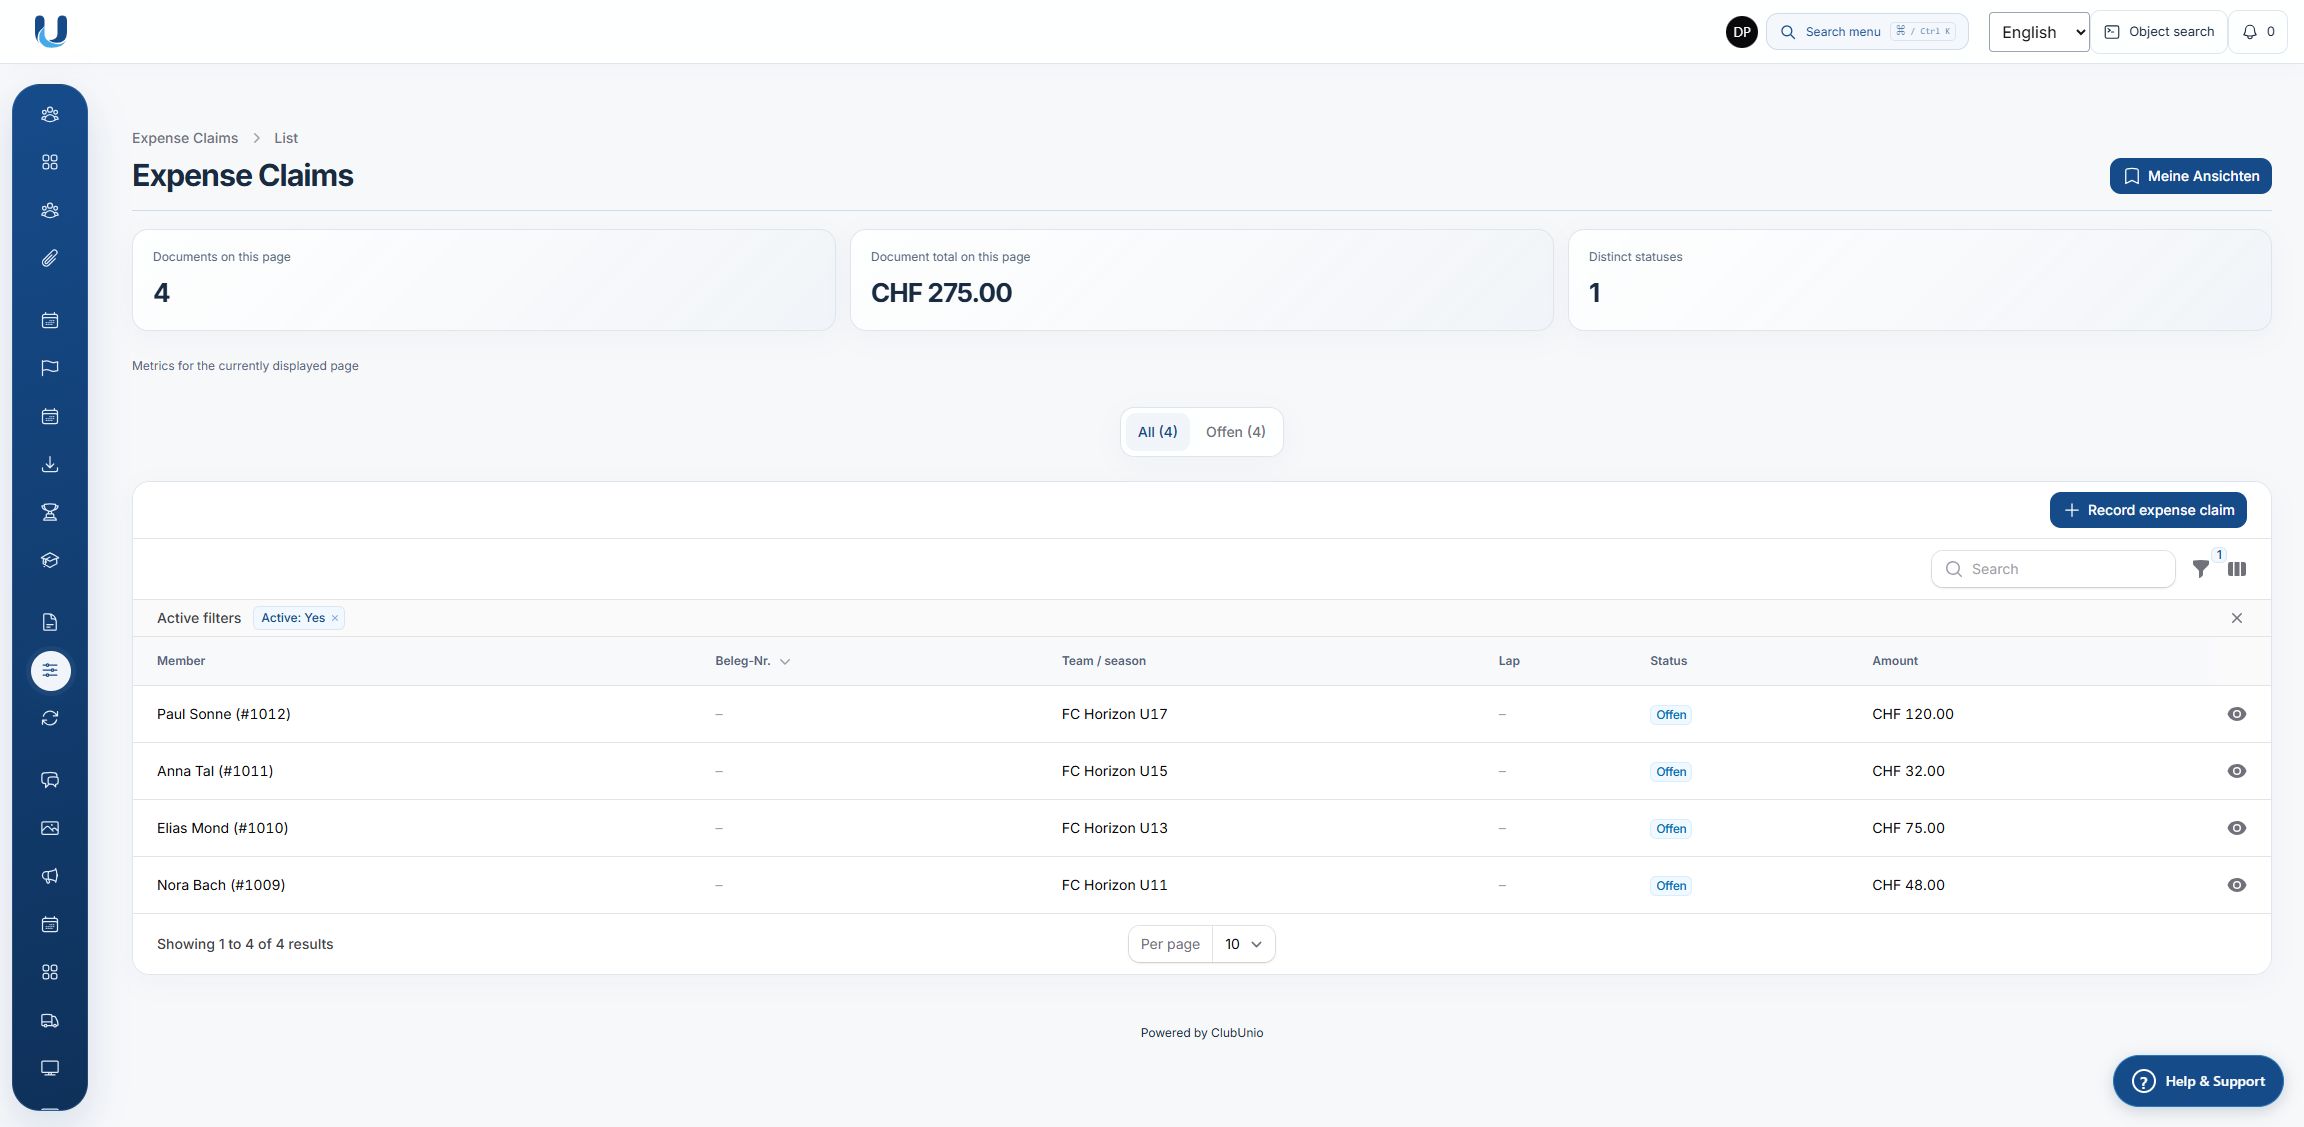 DP
Search menu
⌘ / Ctrl K
English
Object search
0
Expense Claims > List
Expense Claims
Meine Ansichten
Documents on this page
4
Document total on this page
CHF 275.00
Distinct statuses
1
Metrics for the currently displayed page
All (4)
Offen (4)
Record expense claim
Search
1
Active filters
Active: Yes ×
Member Beleg-Nr. Team / season Lap Status Amount
Paul Sonne (#1012) – FC Horizon U17 – Offen CHF 120.00
Anna Tal (#1011) – FC Horizon U15 – Offen CHF 32.00
Elias Mond (#1010) – FC Horizon U13 – Offen CHF 75.00
Nora Bach (#1009) – FC Horizon U11 – Offen CHF 48.00
Showing 1 to 4 of 4 results
Per page 10
Powered by ClubUnio
? Help & Support